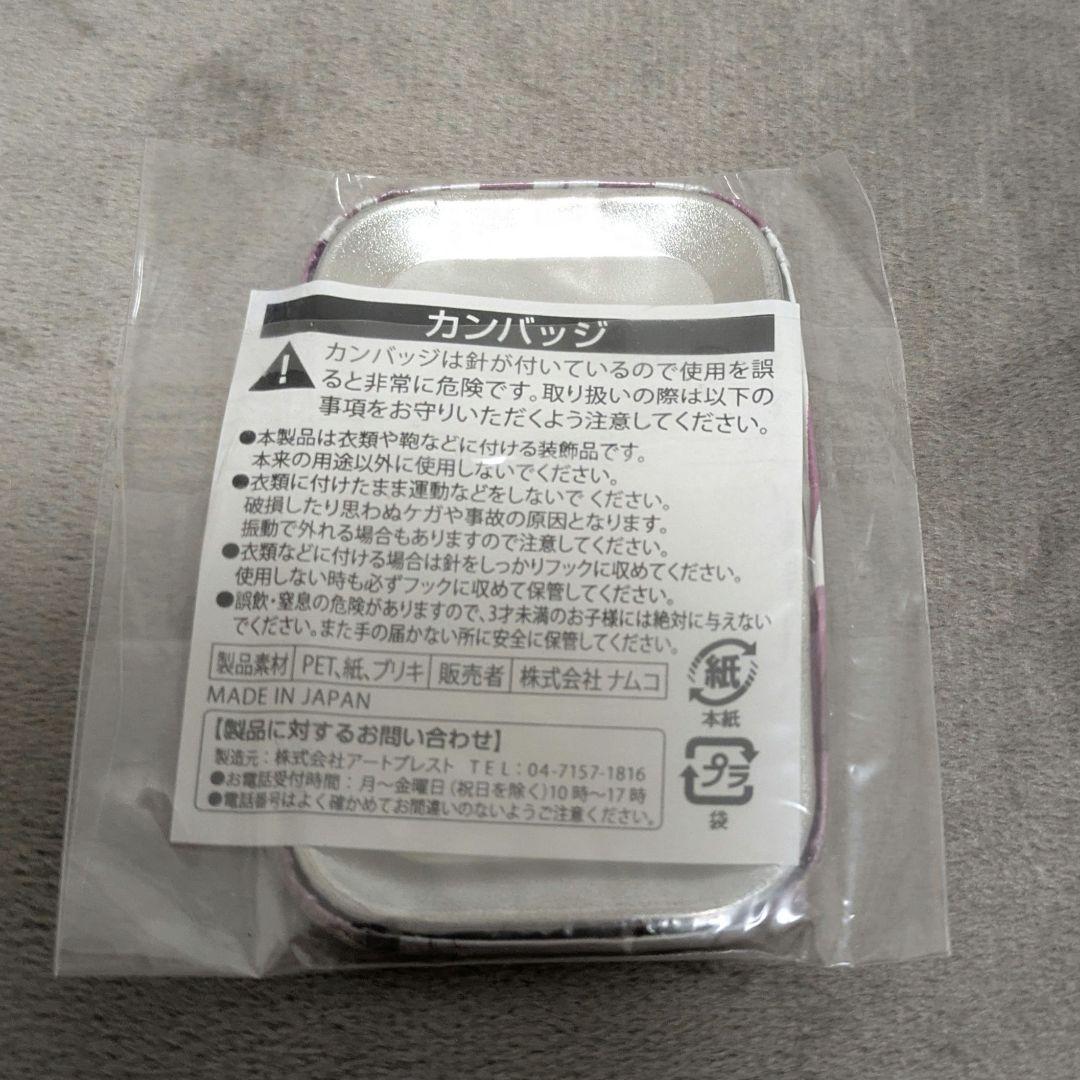 カンバッジ
カンバッジは針が付いているので使用を誤
ると非常に危険です。取り扱いの際は以下の
事項をお守りいただくよう注意してください。
●本製品は衣類や鞄などに付ける装飾品です。
本来の用途以外に使用しないでください。
●衣類に付けたまま運動などをしないで ください。
破損したり思わぬケガや事故の原因となります。
振動で外れる場合もありますので注意してください。
●衣類などに付ける場合は針をしっかりフックに収めてください。
使用しない時も必ずフックに収めて保管してください。
●誤飲・窒息の危険がありますので、3才未満のお子様には絶対に与えない
でください。また手の届かない所に安全に保管してください。
製品素材 PET、紙、ブリキ 販売者 株式会社 ナムコ
MADE IN JAPAN
【製品に対するお問い合わせ】
製造元：株式会社アートプレスト TEL：04-7157-1816
●お電話受付時間：月〜金曜日（祝日を除く）10時〜17時
●電話番号はよく確かめてお間違いのないようご注意ください。
紙
本紙
プラ
袋